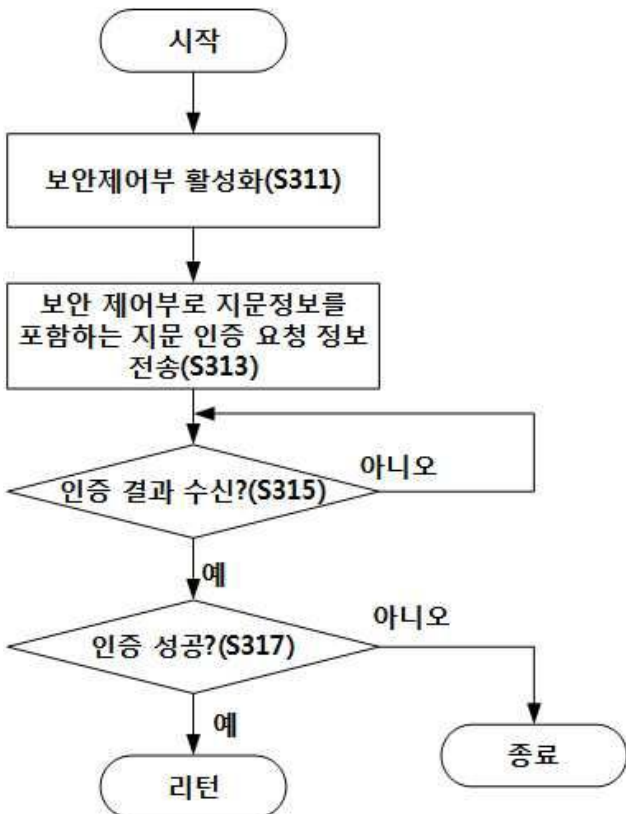 시작
보안제어부 활성화(S311)
보안 제어부로 지문정보를
포함하는 지문 인증 요청 정보
전송(S313)
아니오
인증 결과 수신?(S315)
예
아니오
인증 성공?(S317)
예
종료
리턴